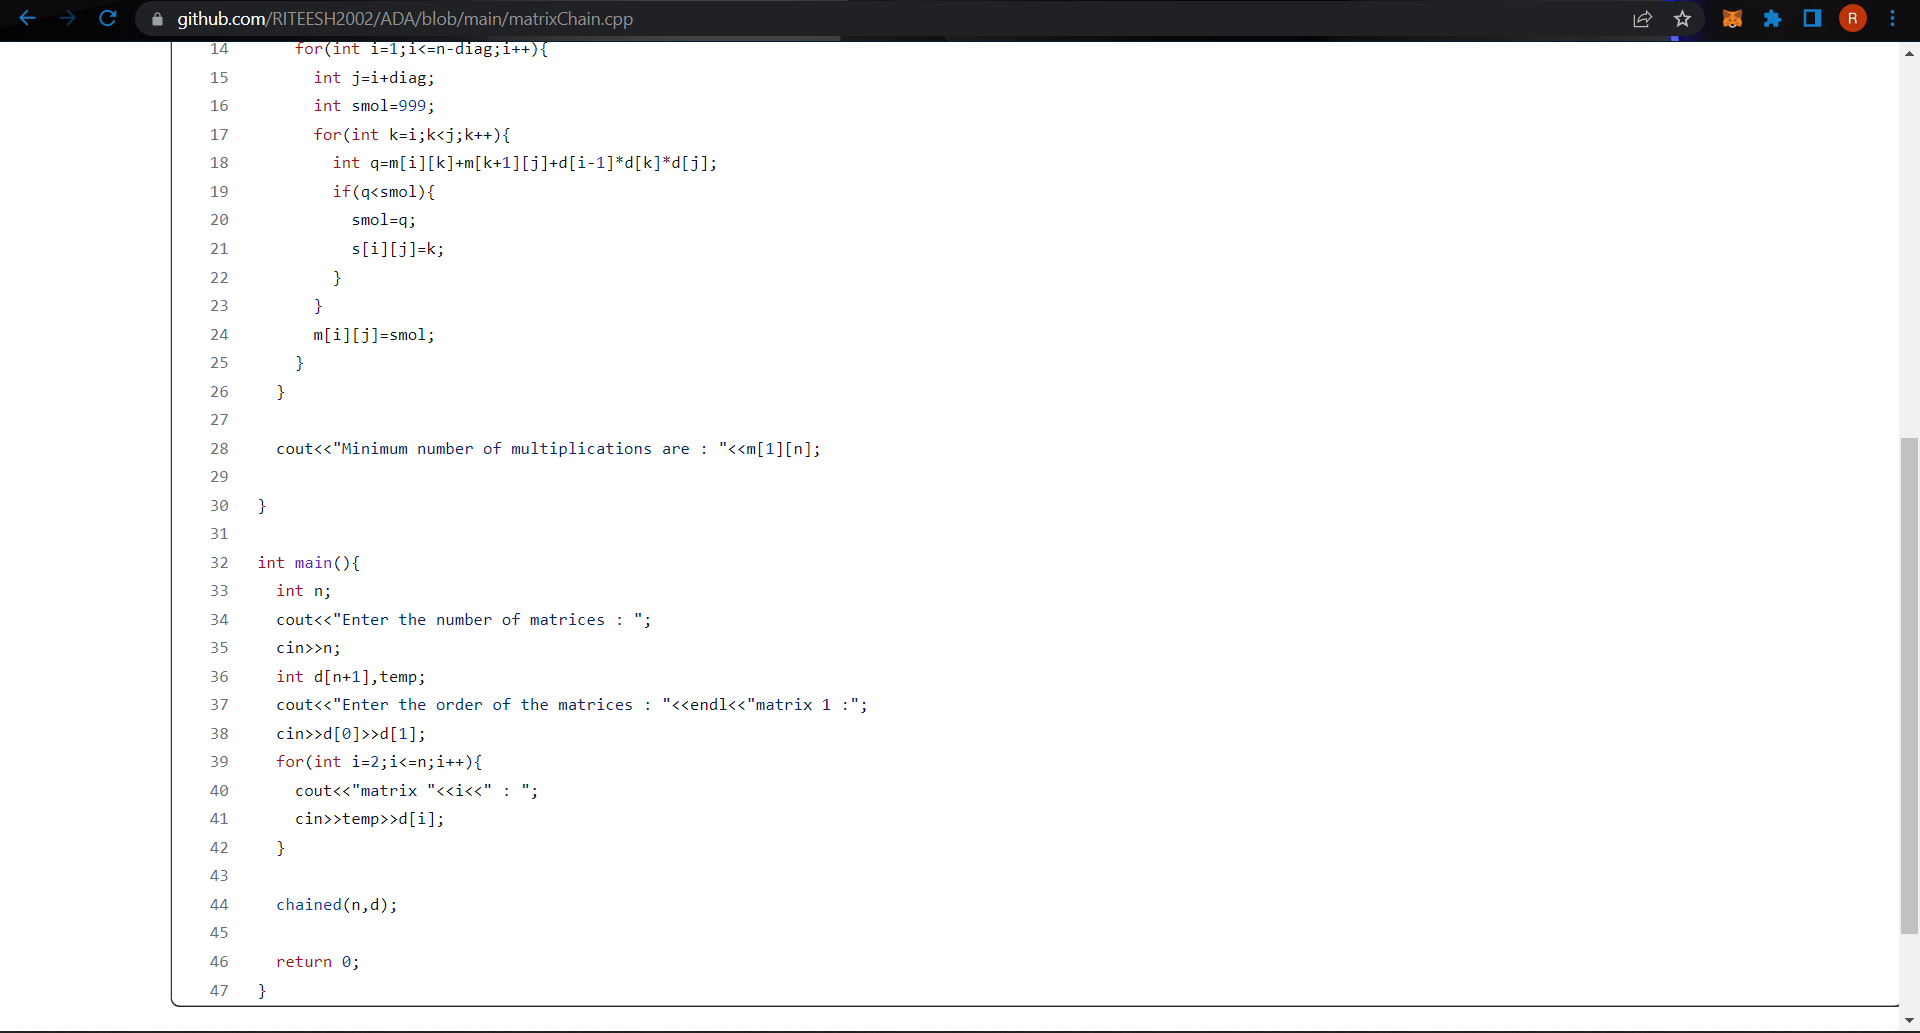 github.com/RITEESH2002/ADA/blob/main/matrixChain.cpp
R
14 for(int i=1;i<=n-diag;i++){
15 int j=i+diag;
16 int smol=999;
17 for(int k=i;k<j;k++){
18 int q=m[i][k]+m[k+1][j]+d[i-1]*d[k]*d[j];
19 if(q<smol){
20 smol=q;
21 s[i][j]=k;
22 }
23 }
24 m[i][j]=smol;
25 }
26 }
27
28 cout<<"Minimum number of multiplications are : "<<m[1][n];
29
30 }
31
32 int main(){
33 int n;
34 cout<<"Enter the number of matrices : ";
35 cin>>n;
36 int d[n+1],temp;
37 cout<<"Enter the order of the matrices : "<<endl<<"matrix 1 :";
38 cin>>d[0]>>d[1];
39 for(int i=2;i<=n;i++){
40 cout<<"matrix "<<i<<" : ";
41 cin>>temp>>d[i];
42 }
43
44 chained(n,d);
45
46 return 0;
47 }